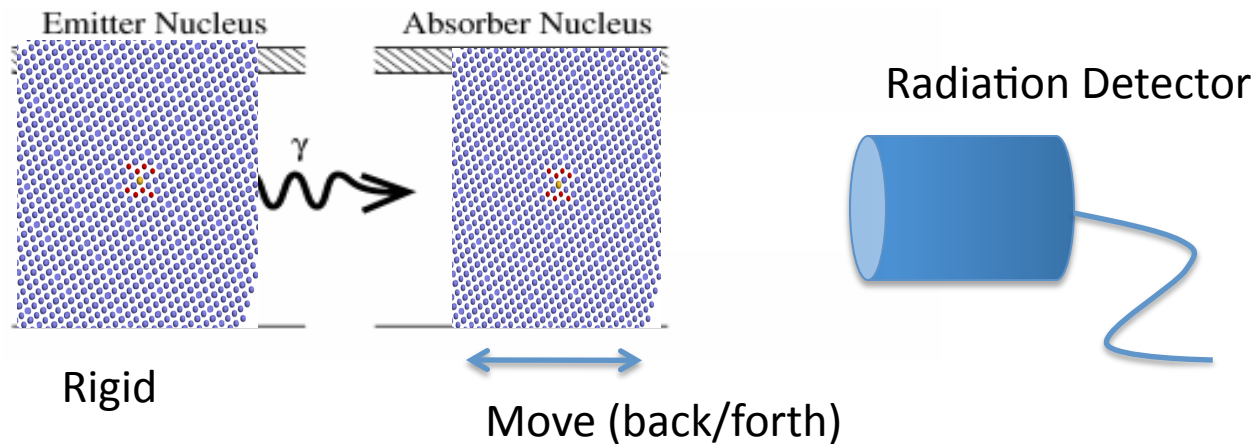 Emitter Nucleus
Absorber Nucleus
Radiation Detector
γ
Rigid
Move (back/forth)